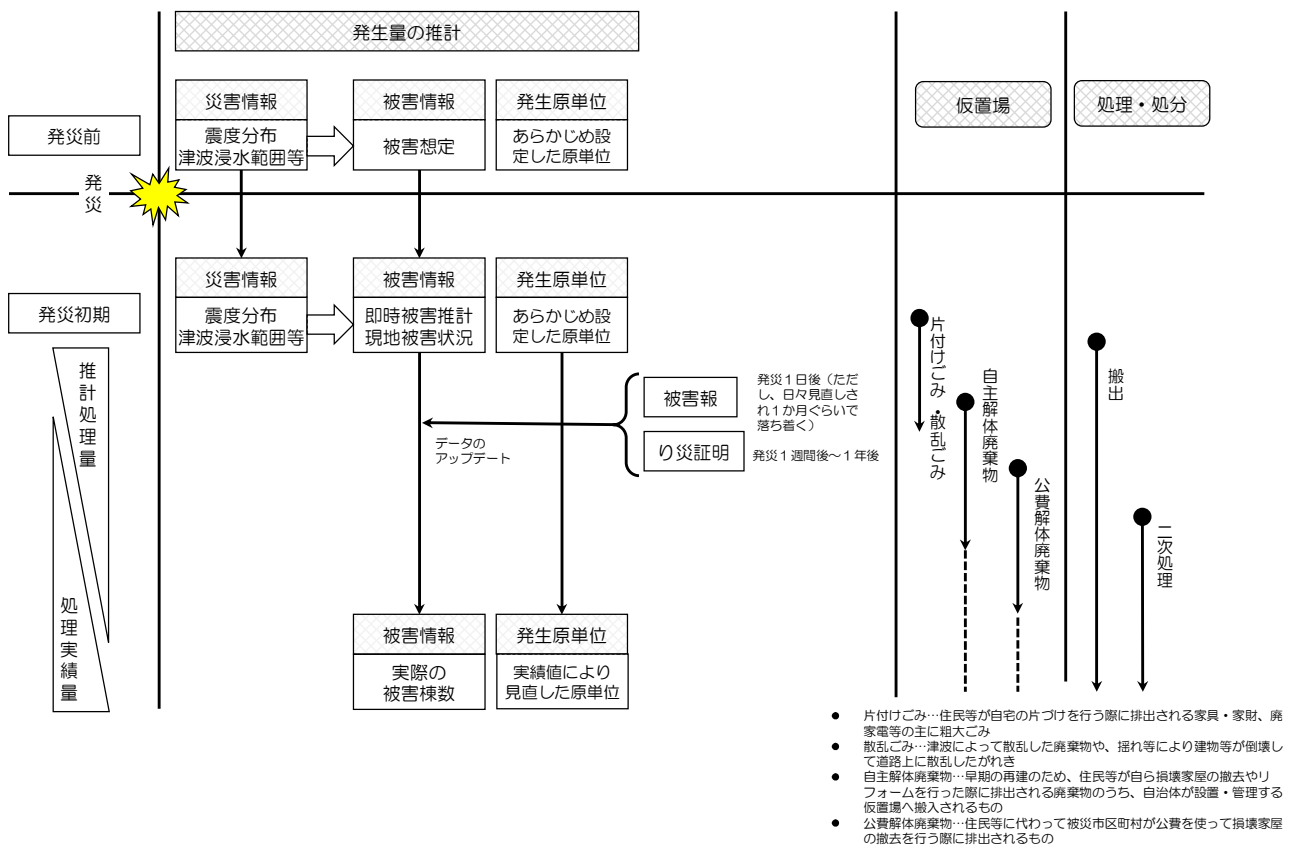 発生量の推計
仮置場
処理・処分
発災前
災害情報
震度分布
津波浸水範囲等
被害情報
被害想定
発生原単位
あらかじめ設
定した原単位
発災
発災初期
災害情報
震度分布
津波浸水範囲等
被害情報
即時被害推計
現地被害状況
発生原単位
あらかじめ設
定した原単位
推計処理量
処理実績量
データの
アップデート
被害報
発災1日後（ただ
し、日々見直しさ
れ1か月ぐらいで
落ち着く）
り災証明
発災1週間後～1年後
被害情報
実際の
被害棟数
発生原単位
実績値により
見直した原単位
片付けごみ・散乱ごみ
自主解体廃棄物
公費解体廃棄物
搬出
二次処理
● 片付けごみ…住民等が自宅の片づけを行う際に排出される家具・家財、廃
家電等の主に粗大ごみ
● 散乱ごみ…津波によって散乱した廃棄物や、揺れ等により建物等が倒壊し
て道路上に散乱したがれき
● 自主解体廃棄物…早期の再建のため、住民等が自ら損壊家屋の撤去やリ
フォームを行った際に排出される廃棄物のうち、自治体が設置・管理する
仮置場へ搬入されるもの
● 公費解体廃棄物…住民等に代わって被災市区町村が公費を使って損壊家屋
の撤去を行う際に排出されるもの